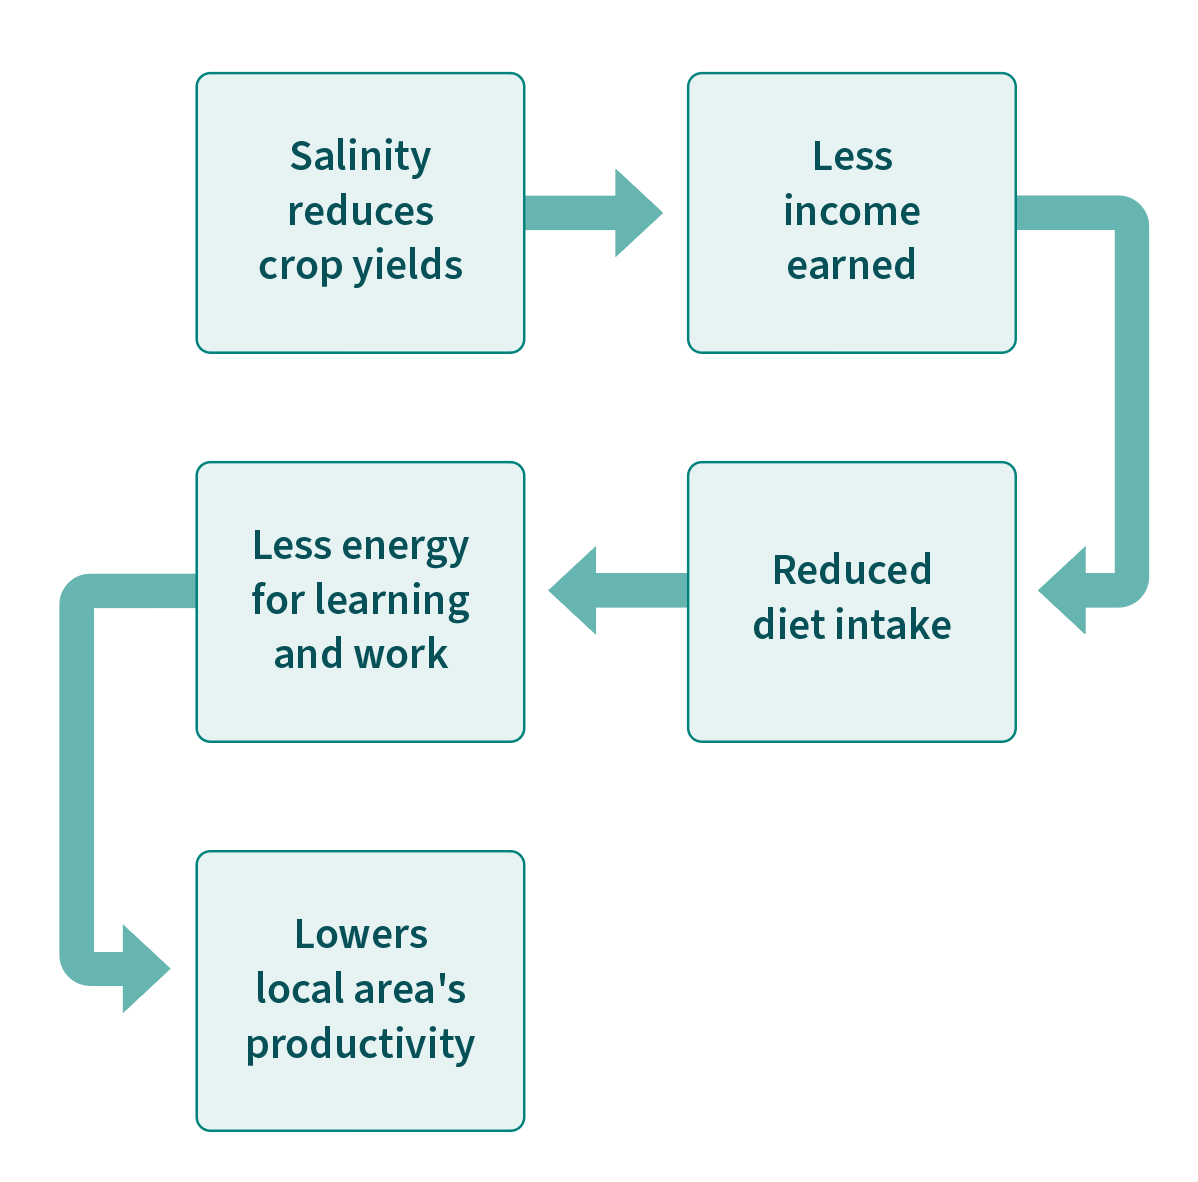 Salinity
reduces
crop yields
Less
income
earned
Reduced
diet intake
Less energy
for learning
and work
Lowers
local area's
productivity